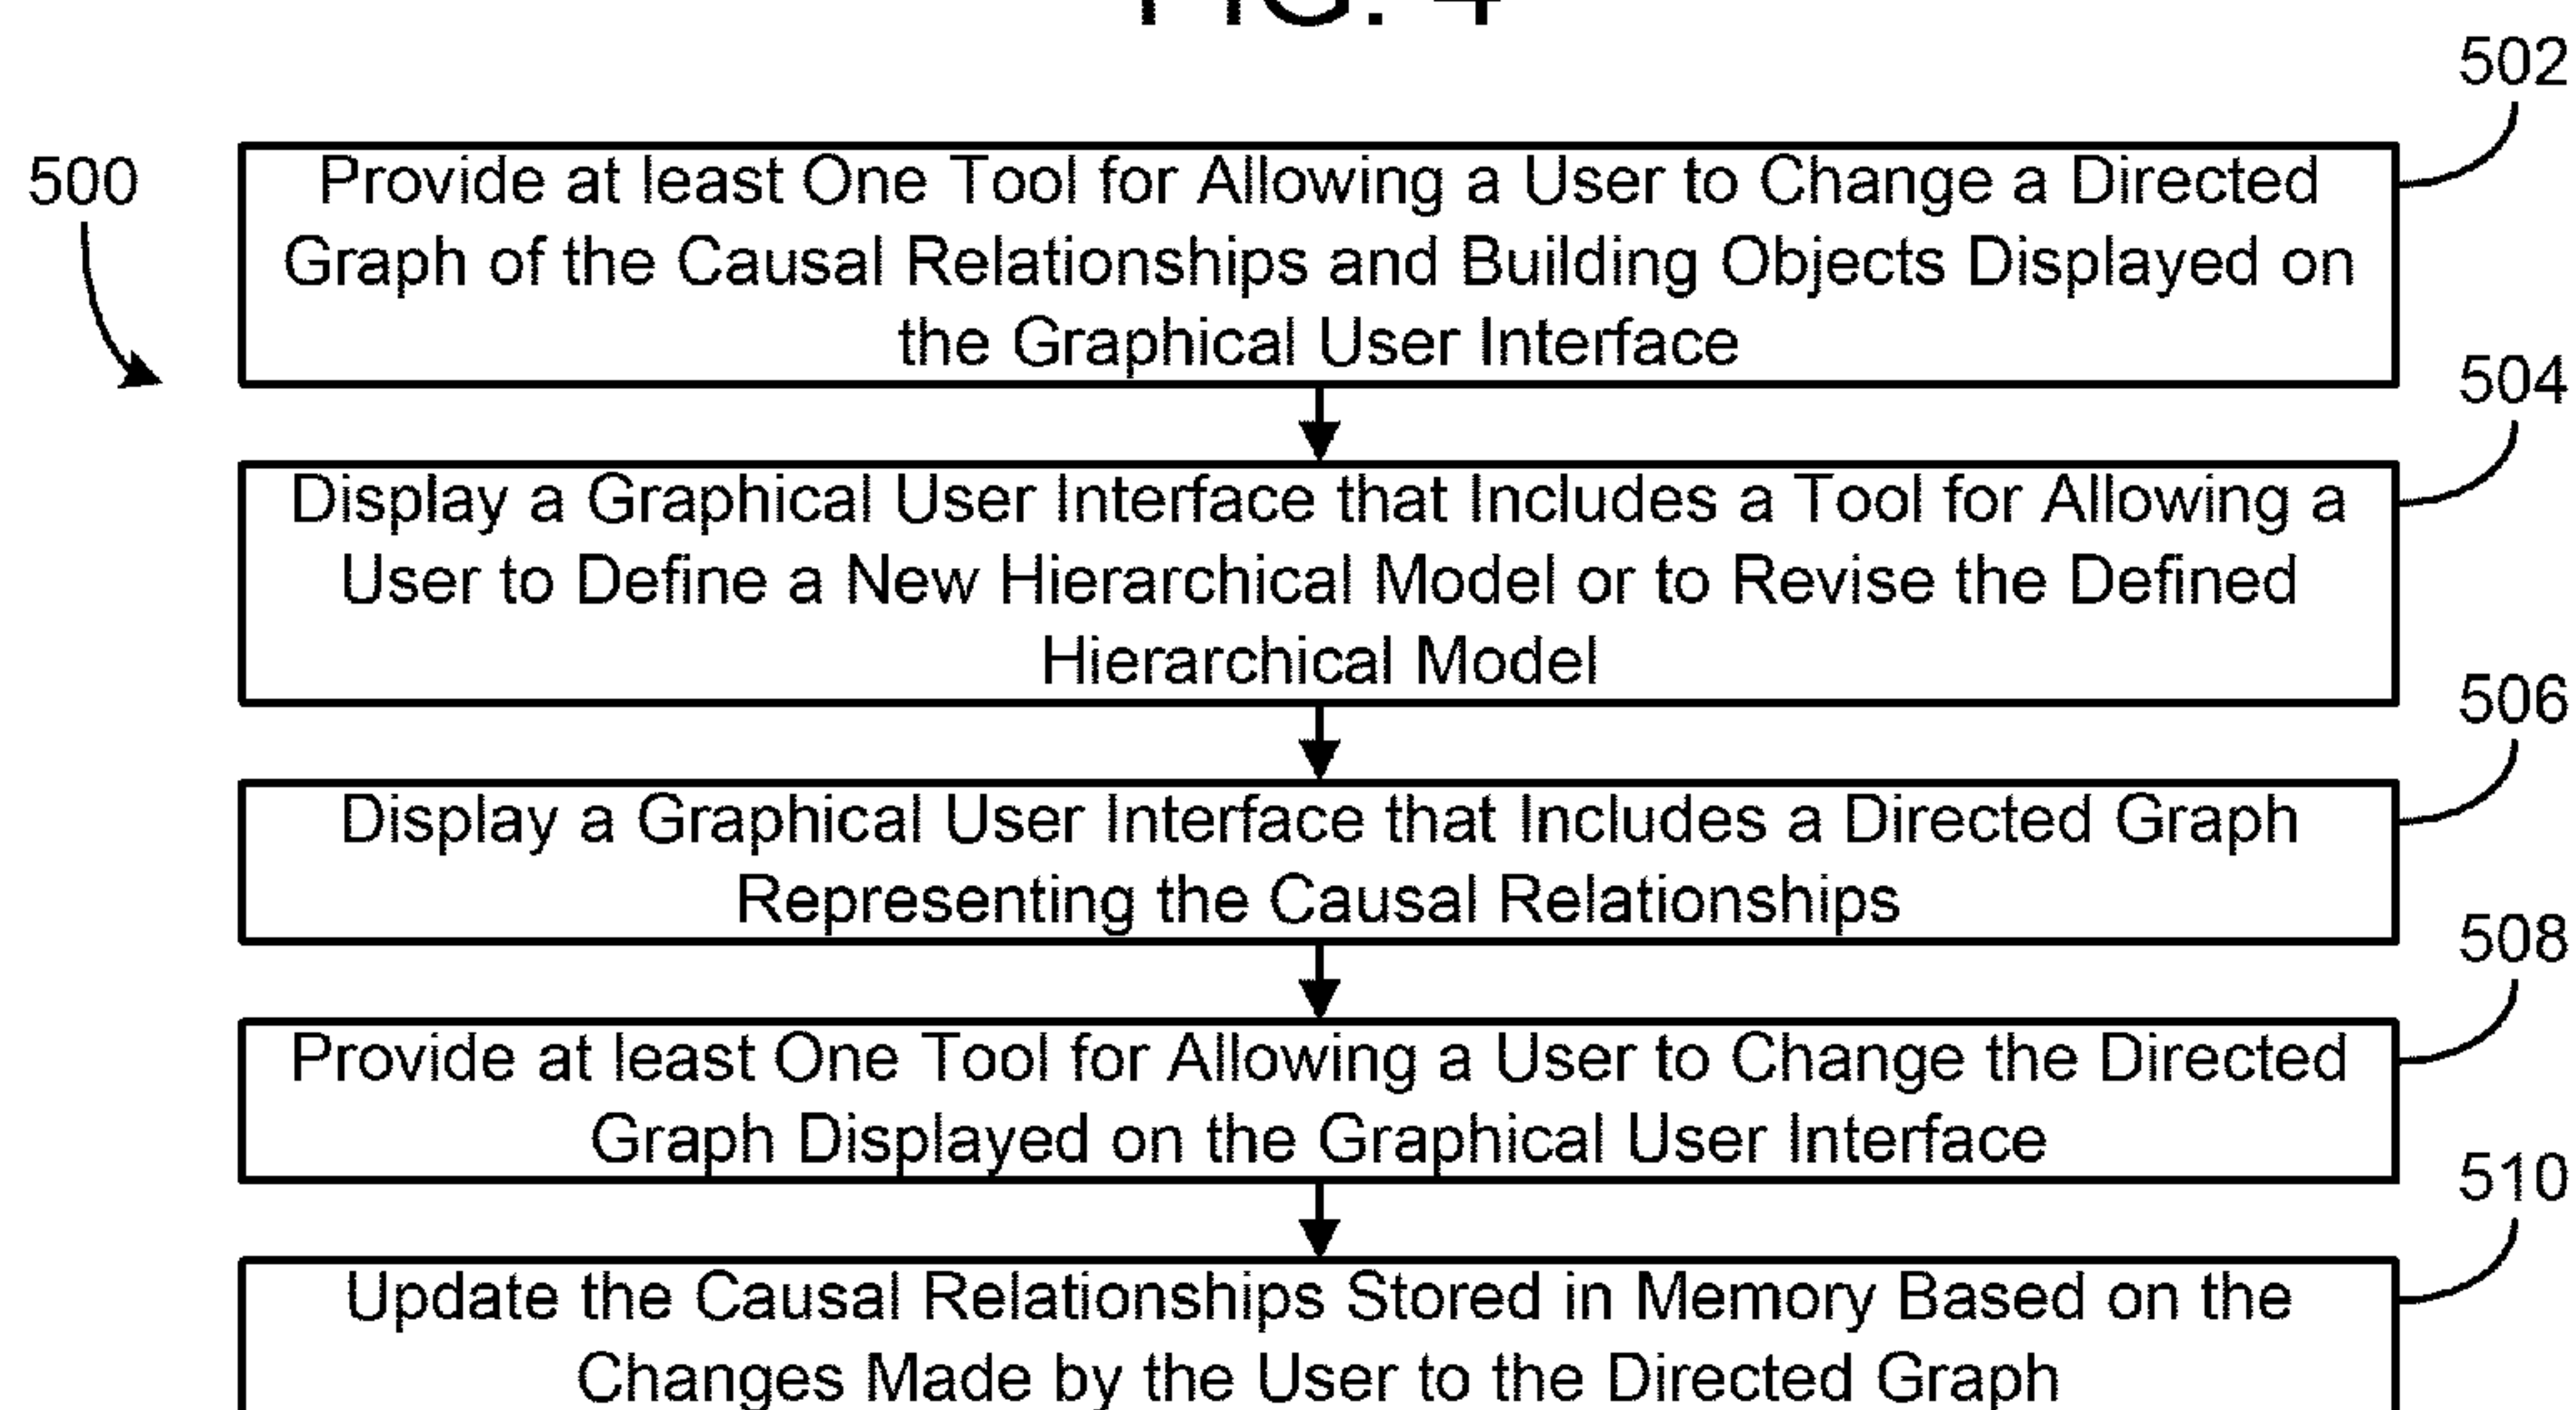 FIG. 4
502
500
Provide at least One Tool for Allowing a User to Change a Directed
Graph of the Causal Relationships and Building Objects Displayed on
the Graphical User Interface
504
Display a Graphical User Interface that Includes a Tool for Allowing a
User to Define a New Hierarchical Model or to Revise the Defined
Hierarchical Model
506
Display a Graphical User Interface that Includes a Directed Graph
Representing the Causal Relationships
508
Provide at least One Tool for Allowing a User to Change the Directed
Graph Displayed on the Graphical User Interface
510
Update the Causal Relationships Stored in Memory Based on the
Changes Made by the User to the Directed Graph